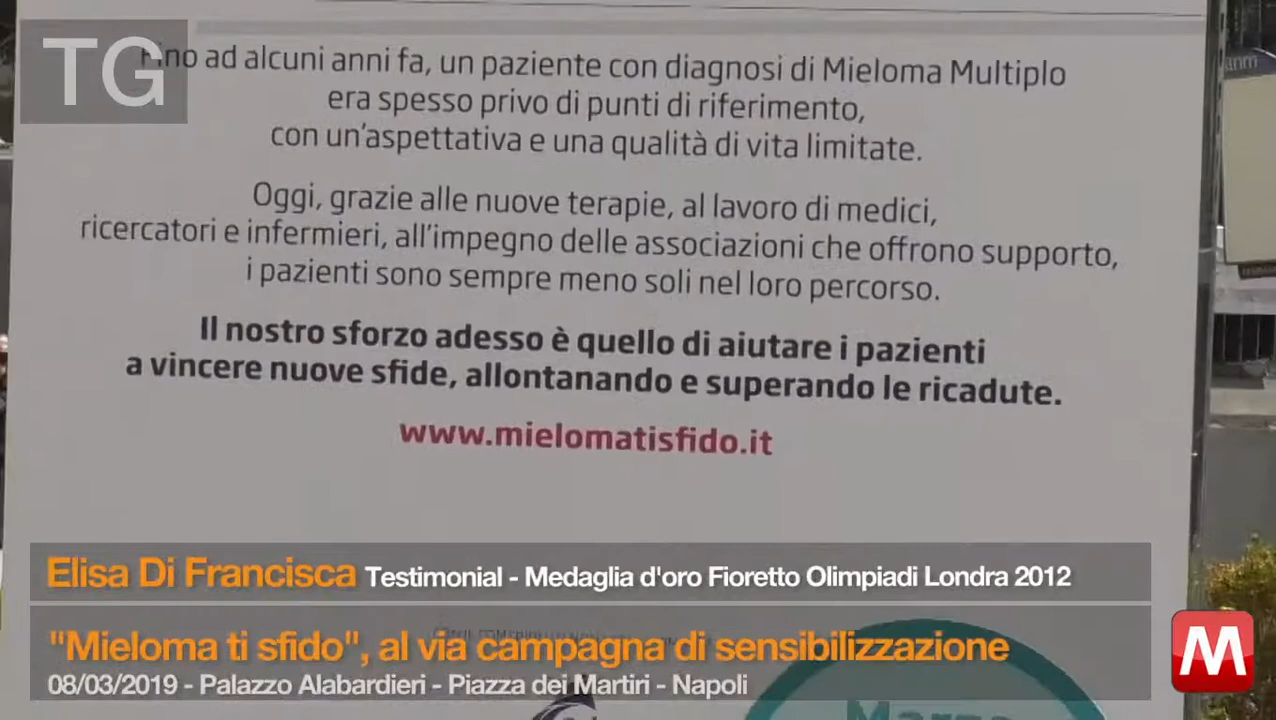 TG
Fino ad alcuni anni fa, un paziente con diagnosi di Mieloma Multiplo
era spesso privo di punti di riferimento,
con un'aspettativa e una qualità di vita limitate.
Oggi, grazie alle nuove terapie, al lavoro di medici,
ricercatori e infermieri, all'impegno delle associazioni che offrono supporto,
i pazienti sono sempre meno soli nel loro percorso.
Il nostro sforzo adesso è quello di aiutare i pazienti
a vincere nuove sfide, allontanando e superando le ricadute.
www.mielomatisfido.it
Elisa Di Francisca Testimonial - Medaglia d'oro Fioretto Olimpiadi Londra 2012
"Mieloma ti sfido", al via campagna di sensibilizzazione
08/03/2019 - Palazzo Alabardieri - Piazza dei Martiri - Napoli
M